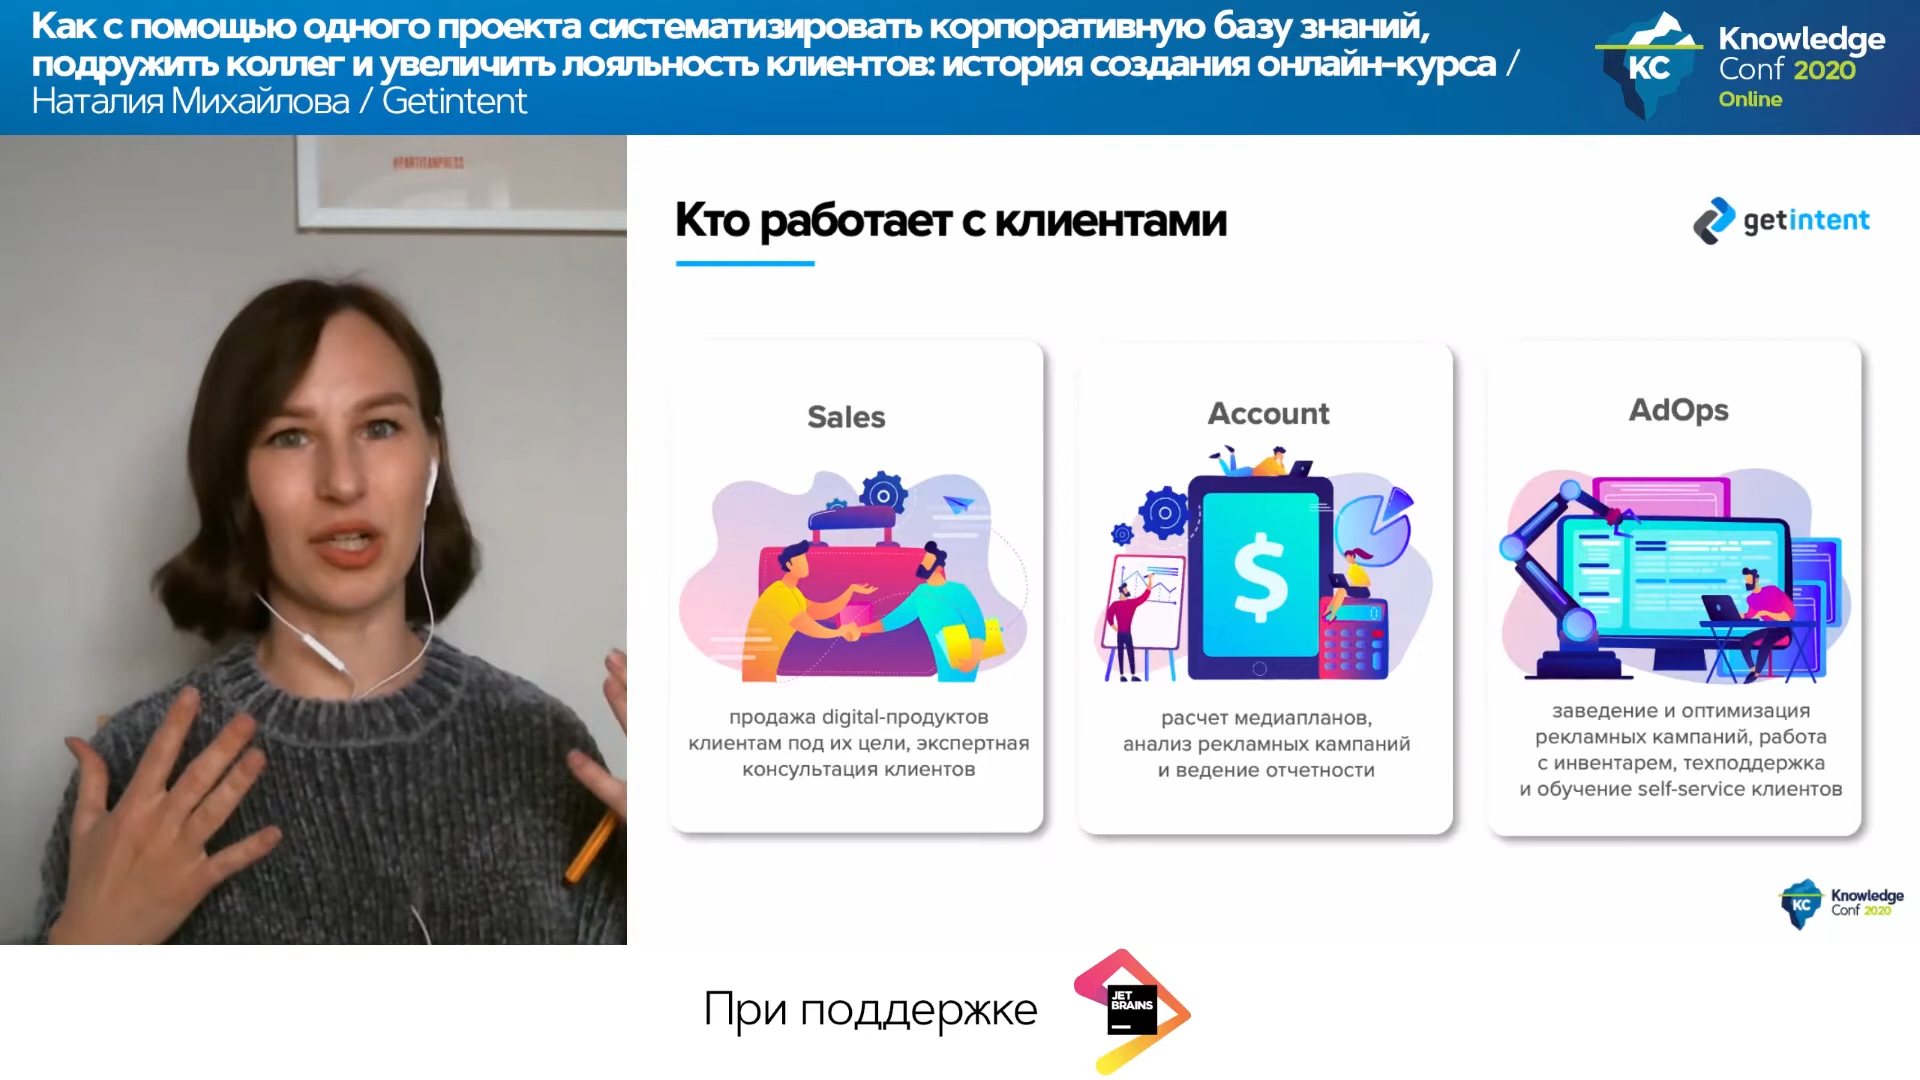 Как с помощью одного проекта систематизировать корпоративную базу знаний,
подружить коллег и увеличить лояльность клиентов: история создания онлайн-курса /
Наталия Михайлова / Getintent
KC
Knowledge
Conf 2020
Online
#PARTYCANPRESS
Кто работает с клиентами
getintent
Sales
продажа digital-продуктов
клиентам под их цели, экспертная
консультация клиентов
Account
$
расчет медиапланов,
анализ рекламных кампаний
и ведение отчетности
AdOps
заведение и оптимизация
рекламных кампаний, работа
с инвентарем, техподдержка
и обучение self-service клиентов
KC
Knowledge
Conf 2020
При поддержке
JET
BRAINS